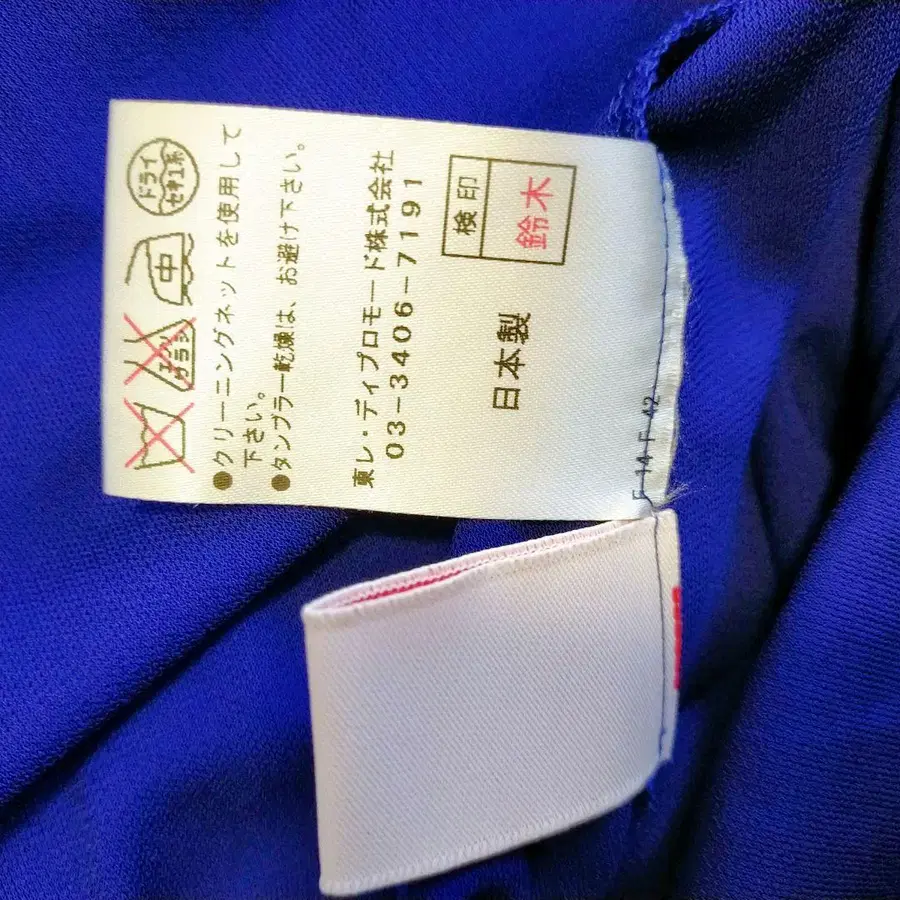 エンソ
サラシ
中
ドライ
セキユ系
●クリーニングネットを使用して
下さい。
●タンブラー乾燥は、お避け下さい。
東レ・ディプロモード株式会社
03-3406-7191
日本製
検印
鈴木
F 14 F 42